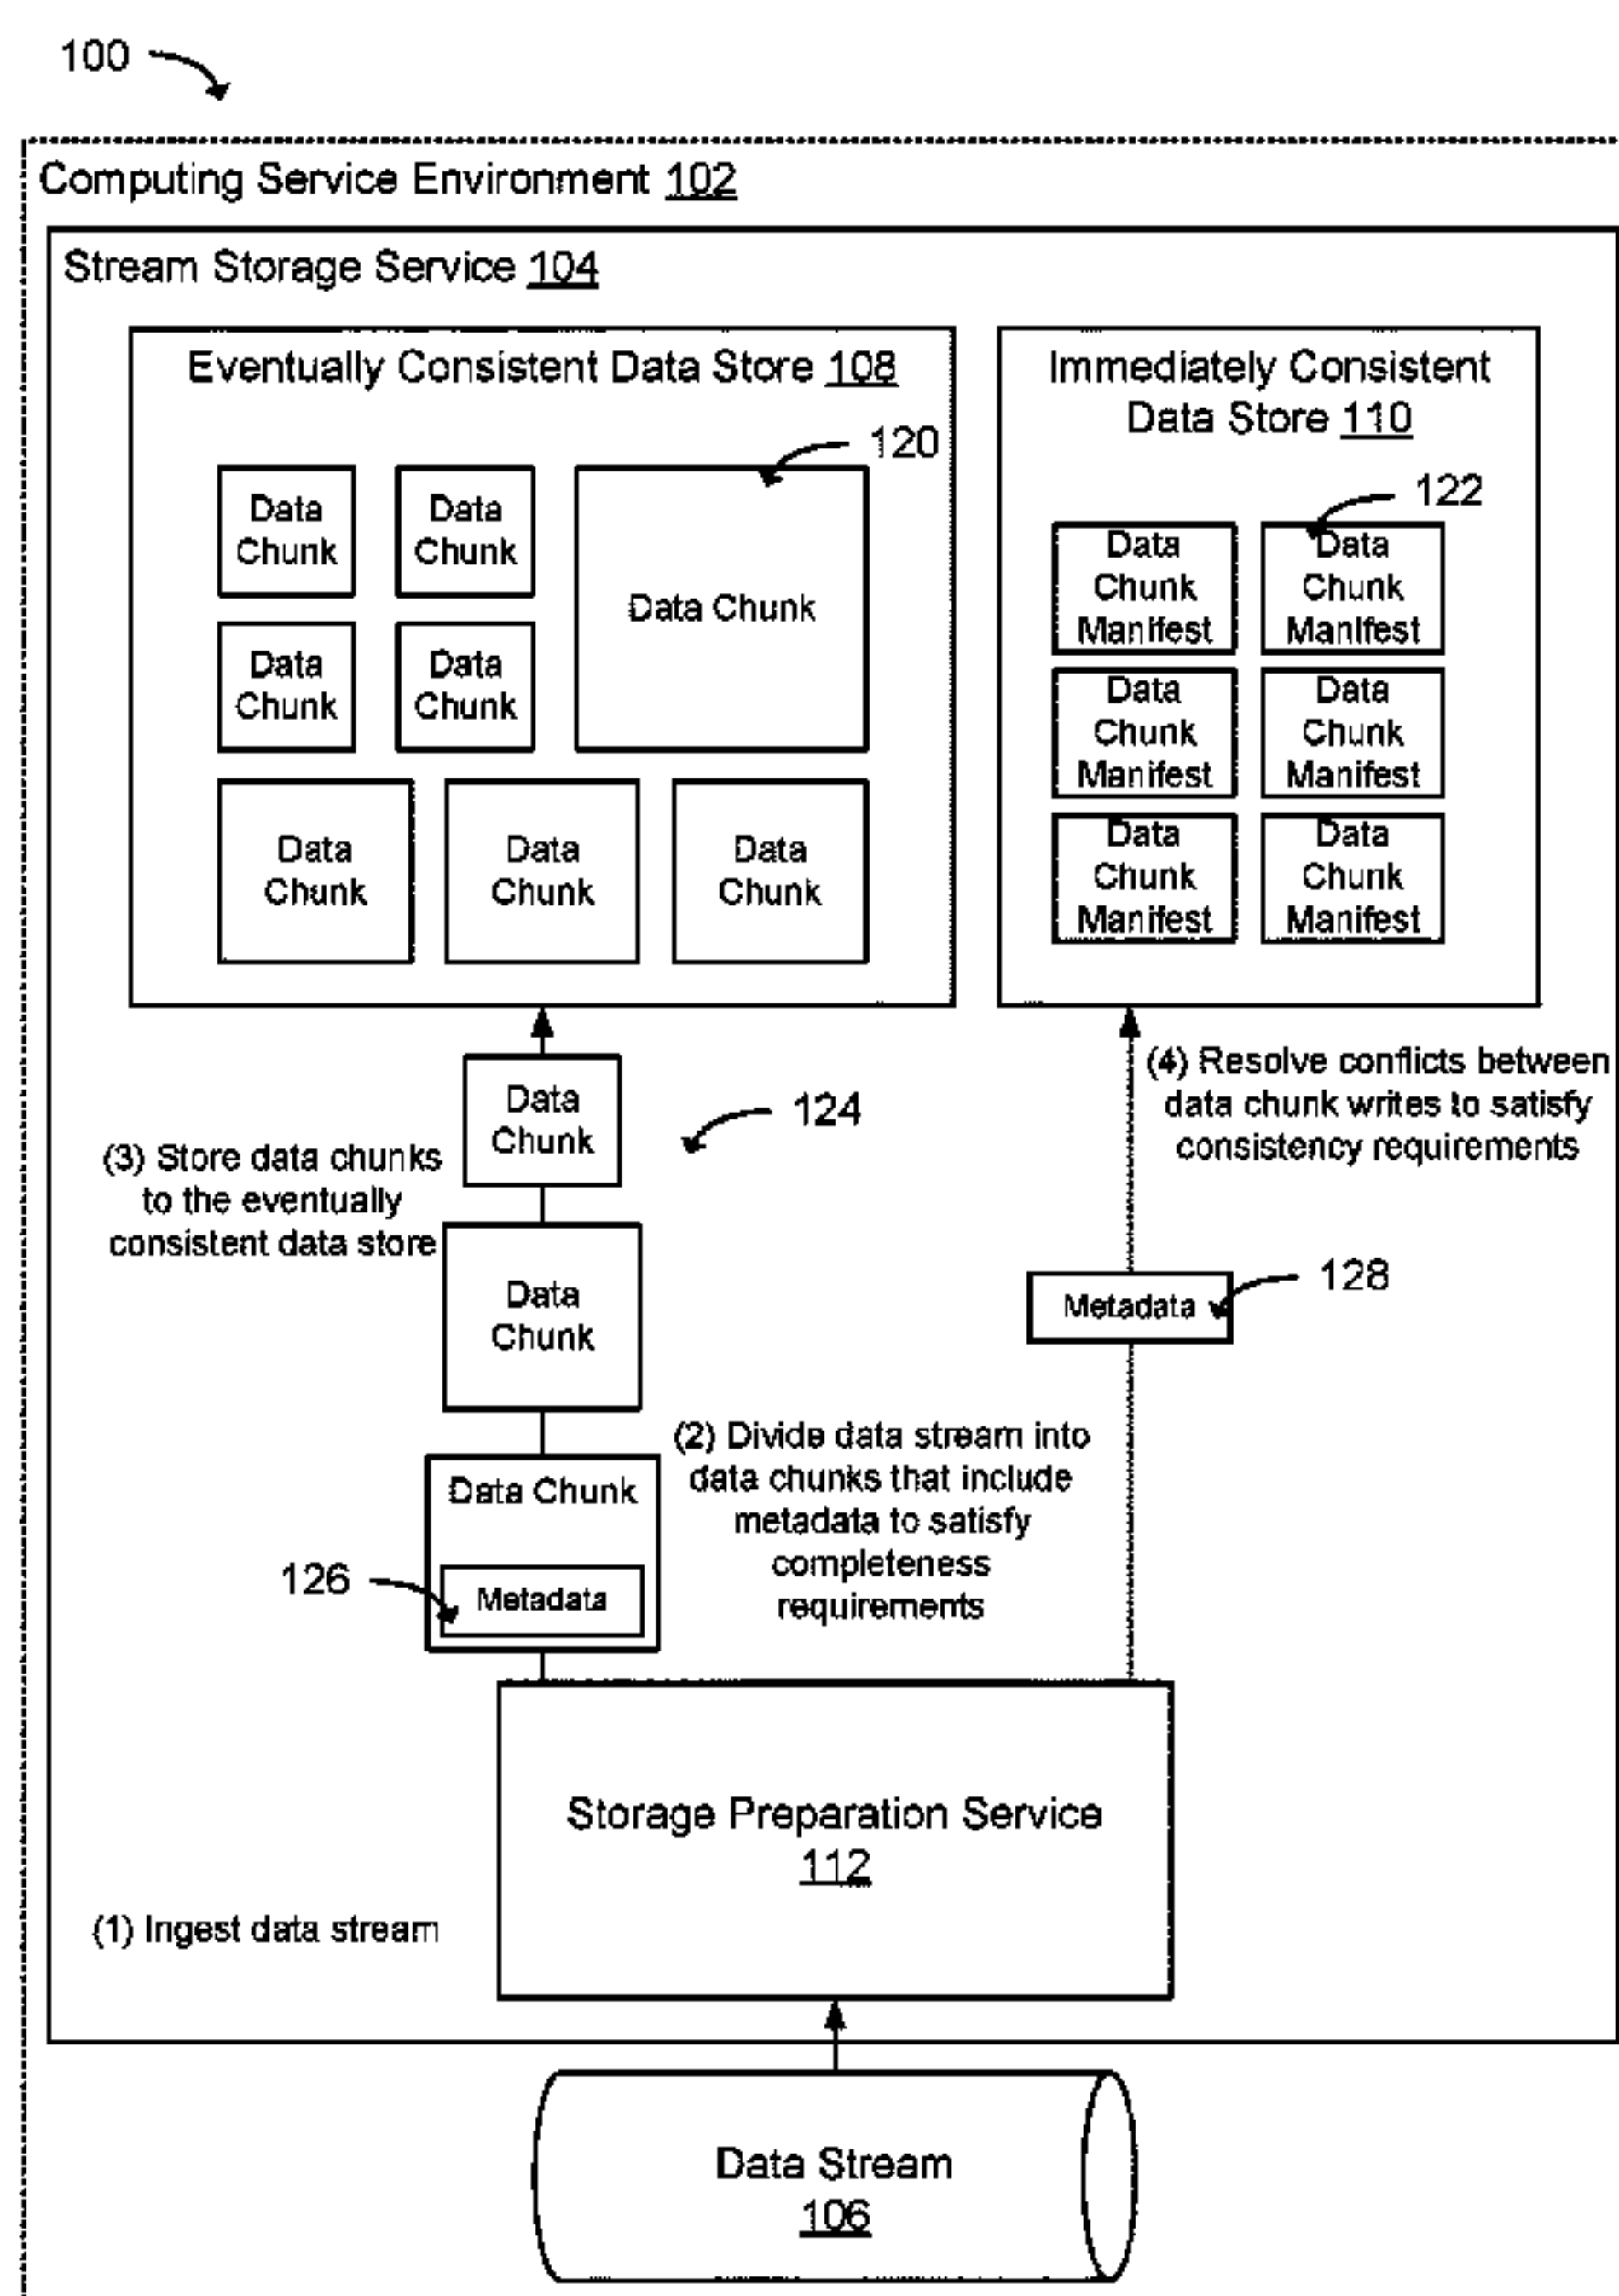 100
Computing Service Environment 102
Stream Storage Service 104
Eventually Consistent Data Store 108
120
Data
Chunk
Data
Chunk
Data Chunk
Data
Chunk
Data
Chunk
Data
Chunk
Data
Chunk
Data
Chunk
Immediately Consistent
Data Store 110
122
Data
Chunk
Manifest
Data
Chunk
Manifest
Data
Chunk
Manifest
Data
Chunk
Manifest
Data
Chunk
Manifest
Data
Chunk
Manifest
Data
Chunk
124
(3) Store data chunks
to the eventually
consistent data store
(4) Resolve conflicts between
data chunk writes to satisfy
consistency requirements
Data
Chunk
Metadata
128
(2) Divide data stream into
data chunks that include
metadata to satisfy
completeness
requirements
Data Chunk
Metadata
126
Storage Preparation Service
112
(1) Ingest data stream
Data Stream
106